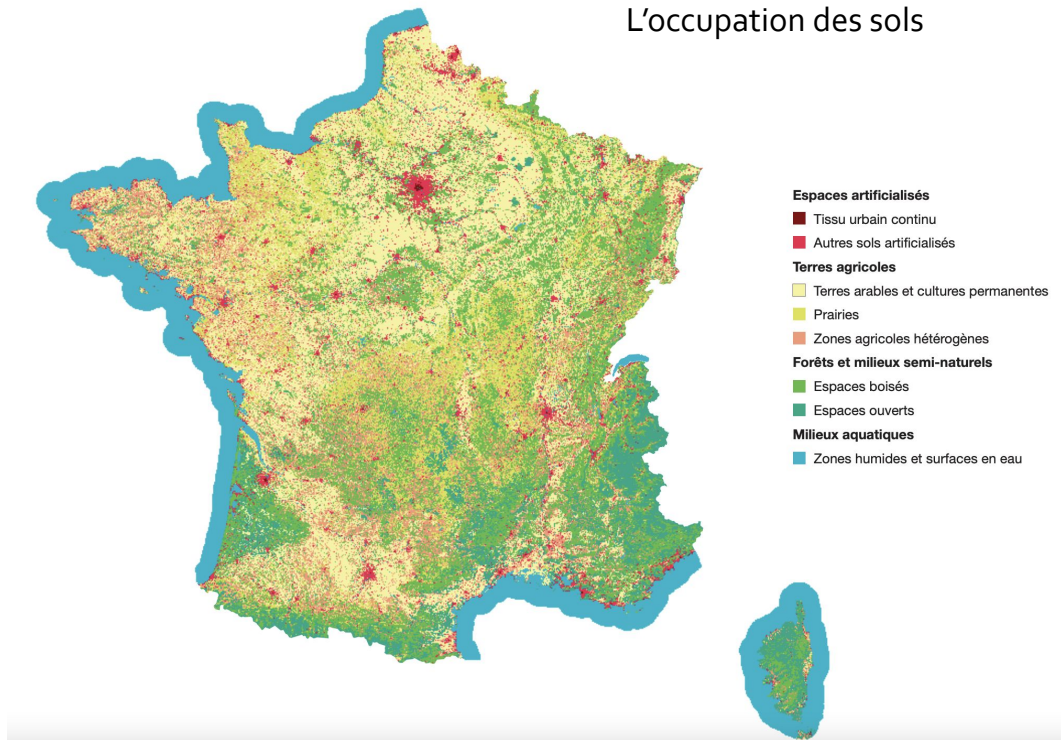 L'occupation des sols
Espaces artificialisés
Tissu urbain continu
Autres sols artificialisés
Terres agricoles
Terres arables et cultures permanentes
Prairies
Zones agricoles hétérogènes
Forêts et milieux semi-naturels
Espaces boisés
Espaces ouverts
Milieux aquatiques
Zones humides et surfaces en eau